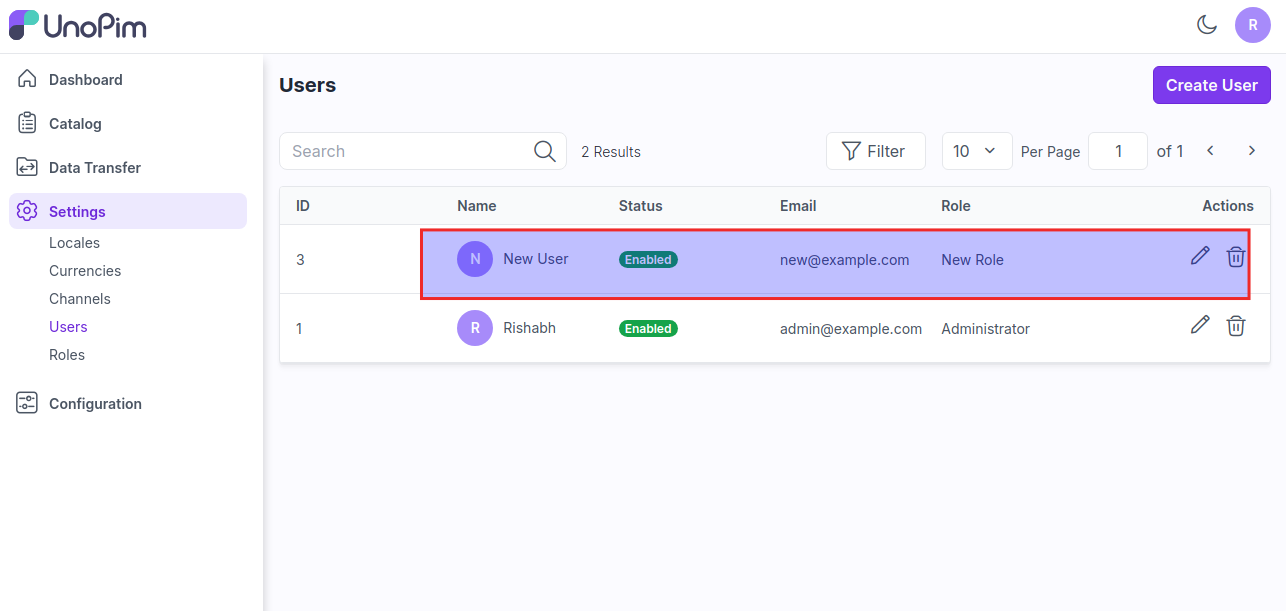 UnoPim
R
Dashboard
Catalog
Data Transfer
Settings
Locales
Currencies
Channels
Users
Roles
Configuration
Users
Create User
Search
2 Results
Filter
10
Per Page
1
of 1
ID Name Status Email Role Actions
3 N New User Enabled new@example.com New Role
1 R Rishabh Enabled admin@example.com Administrator